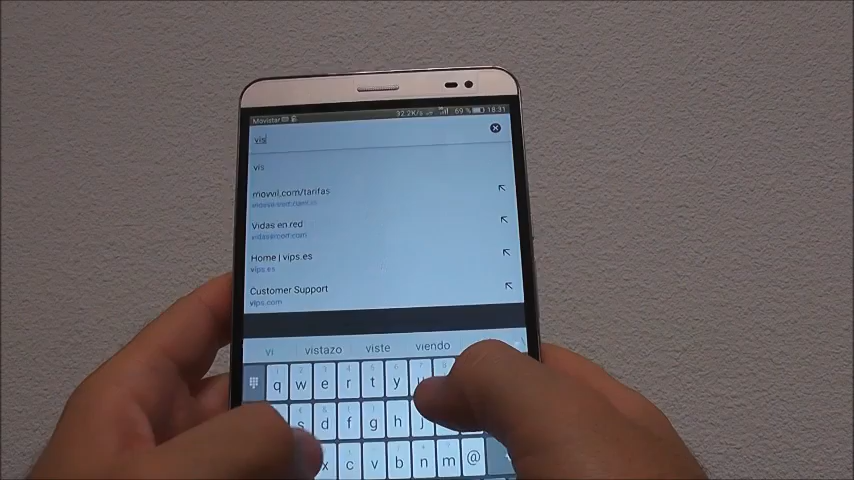 Movistar 32.2K/s 69 % 18:31
vis
vis
movvil.com/tarifas
Vidas en red
vidasenred.com
Home | vips.es
vips.es
Customer Support
vips.com
vi vistazo viste viendo
q w e r t y
s d f g h j
x c v b n m @